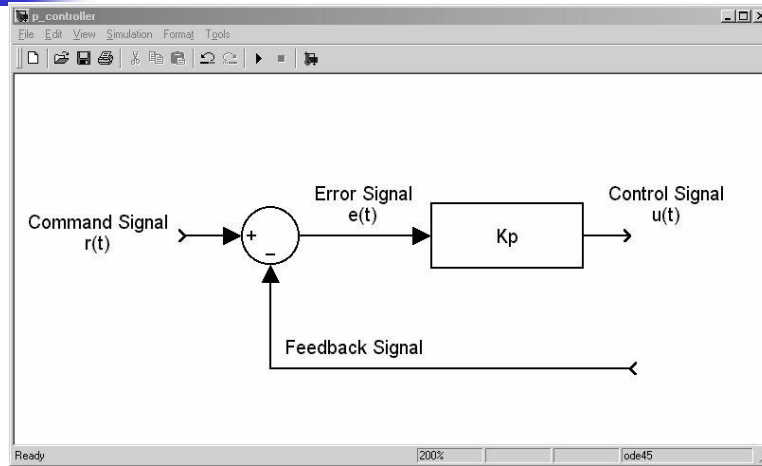 p_controller
File Edit View Simulation Format Tools
Error Signal
e(t)
Control Signal
u(t)
Command Signal
r(t)
+
−
Kp
Feedback Signal
Ready 200% ode45